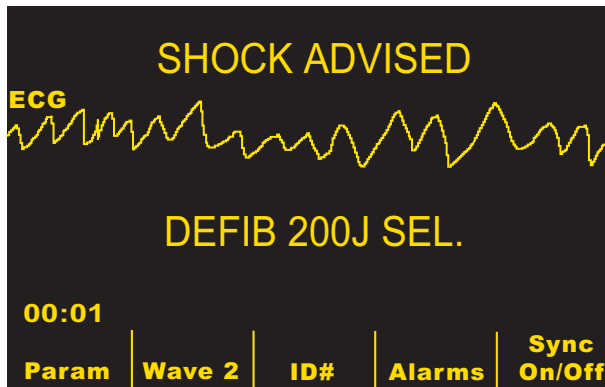 SHOCK ADVISED
ECG
DEFIB 200J SEL.
00:01
Param Wave 2 ID# Alarms Sync On/Off